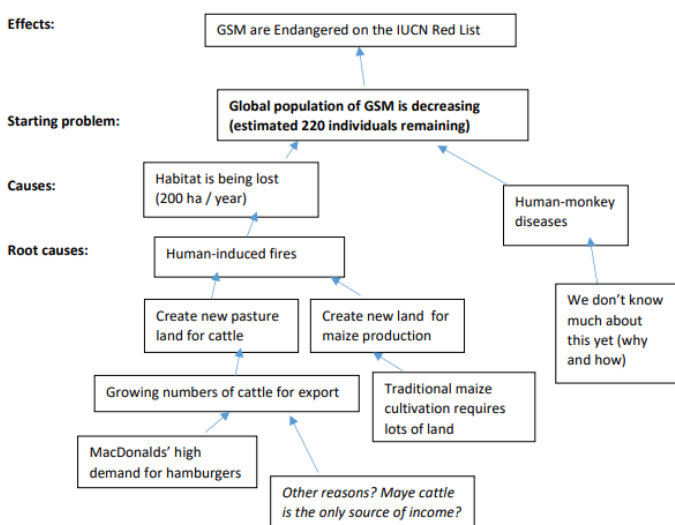 Effects:
GSM are Endangered on the IUCN Red List
Starting problem:
Global population of GSM is decreasing
(estimated 220 individuals remaining)
Causes:
Habitat is being lost
(200 ha / year)
Human-monkey
diseases
Root causes:
Human-induced fires
Create new pasture
land for cattle
Create new land for
maize production
We don't know
much about
this yet (why
and how)
Growing numbers of cattle for export
Traditional maize
cultivation requires
lots of land
MacDonalds' high
demand for hamburgers
Other reasons? Maye cattle
is the only source of income?